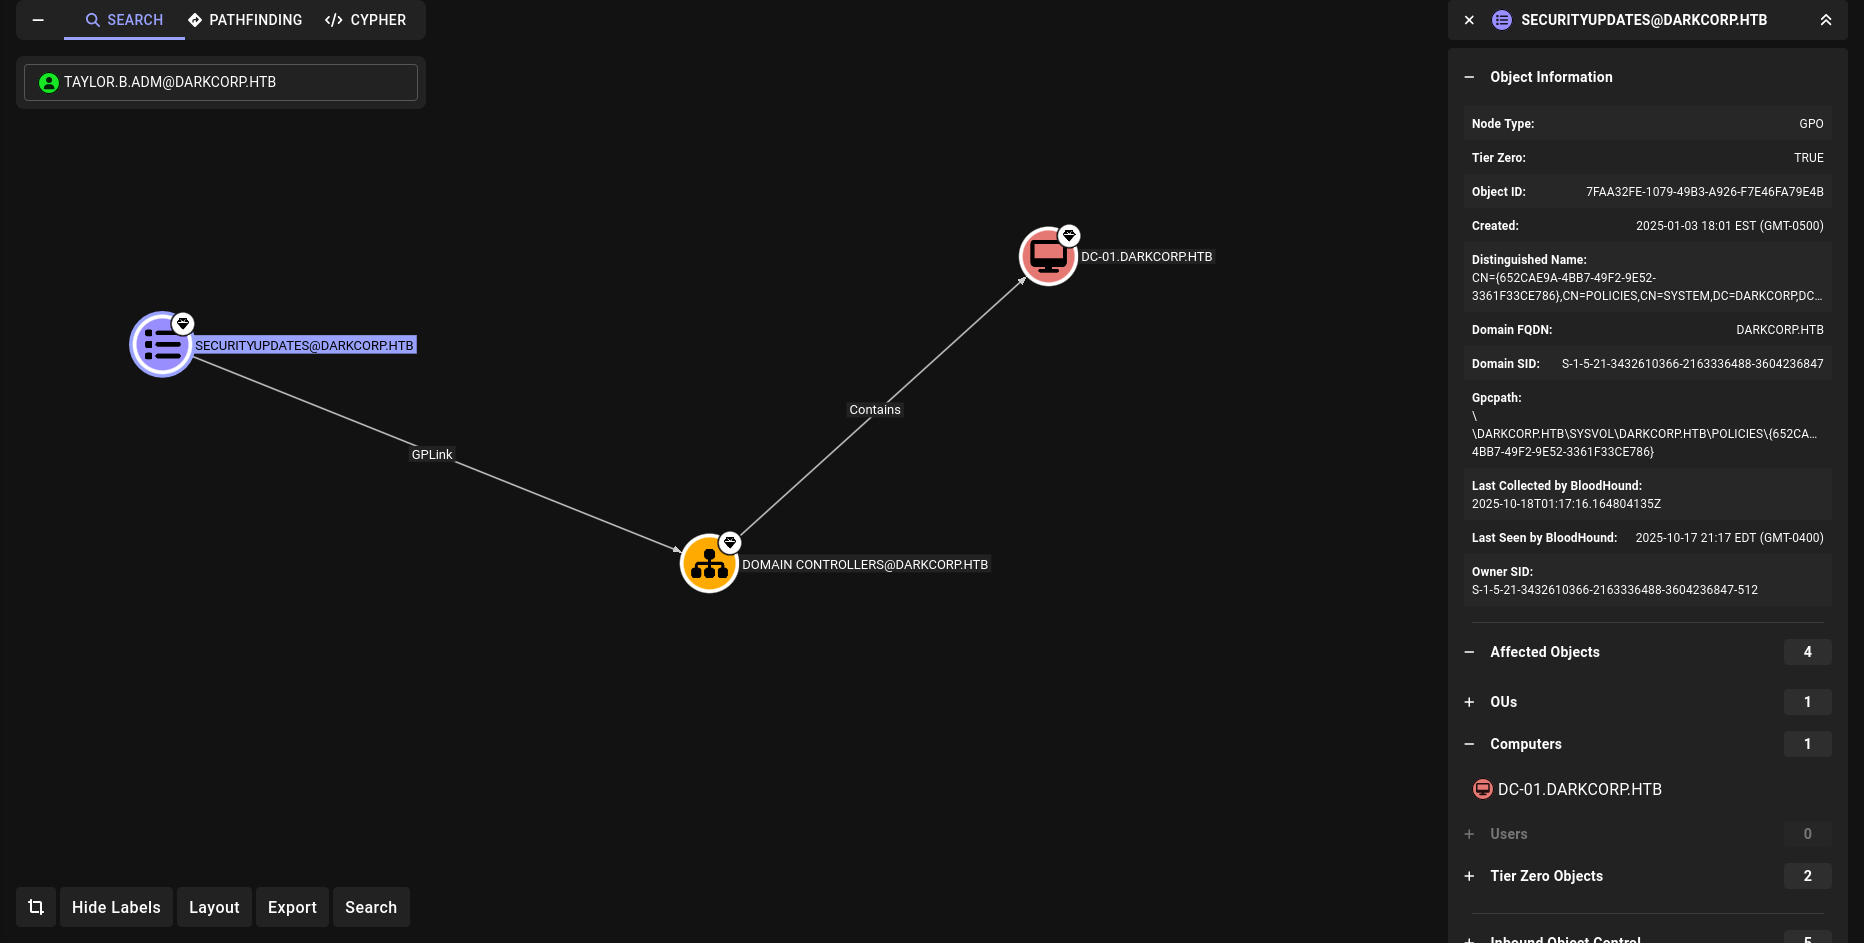 SEARCH
PATHFINDING
CYPHER
TAYLOR.B.ADM@DARKCORP.HTB
DC-01.DARKCORP.HTB
SECURITYUPDATES@DARKCORP.HTB
Contains
GPLink
DOMAIN CONTROLLERS@DARKCORP.HTB
Hide Labels
Layout
Export
Search
SECURITYUPDATES@DARKCORP.HTB
Object Information
Node Type: GPO
Tier Zero: TRUE
Object ID: 7FAA32FE-1079-49B3-A926-F7E46FA79E4B
Created: 2025-01-03 18:01 EST (GMT-0500)
Distinguished Name:
CN={652CAE9A-4BB7-49F2-9E52-
3361F33CE786},CN=POLICIES,CN=SYSTEM,DC=DARKCORP,DC…
Domain FQDN: DARKCORP.HTB
Domain SID: S-1-5-21-3432610366-2163336488-3604236847
Gpcpath:
\
\DARKCORP.HTB\SYSVOL\DARKCORP.HTB\POLICIES\{652CA…
4BB7-49F2-9E52-3361F33CE786}
Last Collected by BloodHound:
2025-10-18T01:17:16.164804135Z
Last Seen by BloodHound: 2025-10-17 21:17 EDT (GMT-0400)
Owner SID:
S-1-5-21-3432610366-2163336488-3604236847-512
Affected Objects 4
OUs 1
Computers 1
DC-01.DARKCORP.HTB
Users 0
Tier Zero Objects 2
Inbound Object Control 5